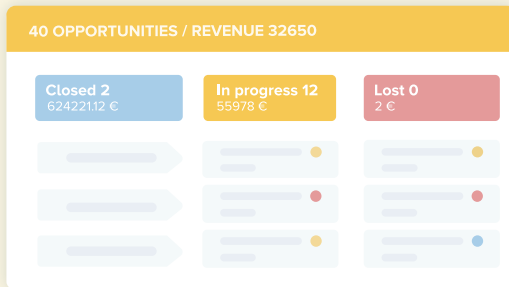 40 OPPORTUNITIES / REVENUE 32650
Closed 2
624221.12 €
In progress 12
55978 €
Lost 0
2 €